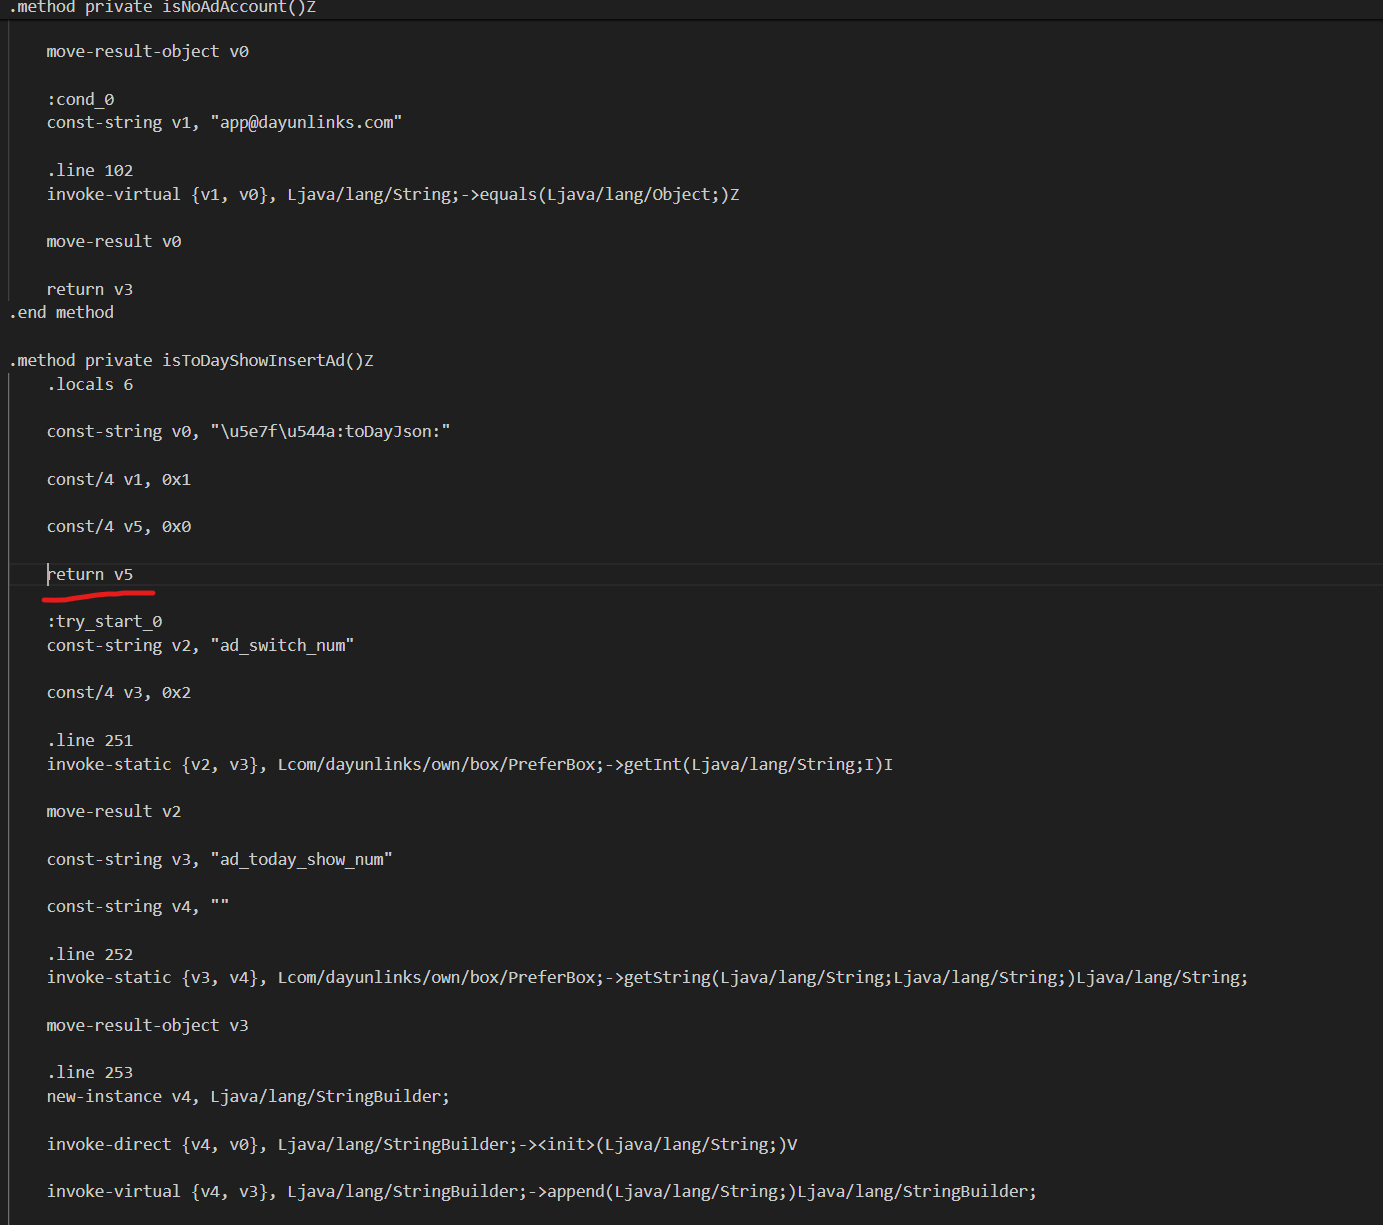 .method private isNoAdAccount()Z
move-result-object v0
:cond_0
const-string v1, "app@dayunlinks.com"
.line 102
invoke-virtual {v1, v0}, Ljava/lang/String;->equals(Ljava/lang/Object;)Z
move-result v0
return v3
.end method
.method private isToDayShowInsertAd()Z
.locals 6
const-string v0, "\u5e7f\u544a:toDayJson:"
const/4 v1, 0x1
const/4 v5, 0x0
return v5
:try_start_0
const-string v2, "ad_switch_num"
const/4 v3, 0x2
.line 251
invoke-static {v2, v3}, Lcom/dayunlinks/own/box/PreferBox;->getInt(Ljava/lang/String;I)I
move-result v2
const-string v3, "ad_today_show_num"
const-string v4, ""
.line 252
invoke-static {v3, v4}, Lcom/dayunlinks/own/box/PreferBox;->getString(Ljava/lang/String;Ljava/lang/String;)Ljava/lang/String;
move-result-object v3
.line 253
new-instance v4, Ljava/lang/StringBuilder;
invoke-direct {v4, v0}, Ljava/lang/StringBuilder;-><init>(Ljava/lang/String;)V
invoke-virtual {v4, v3}, Ljava/lang/StringBuilder;->append(Ljava/lang/String;)Ljava/lang/StringBuilder;